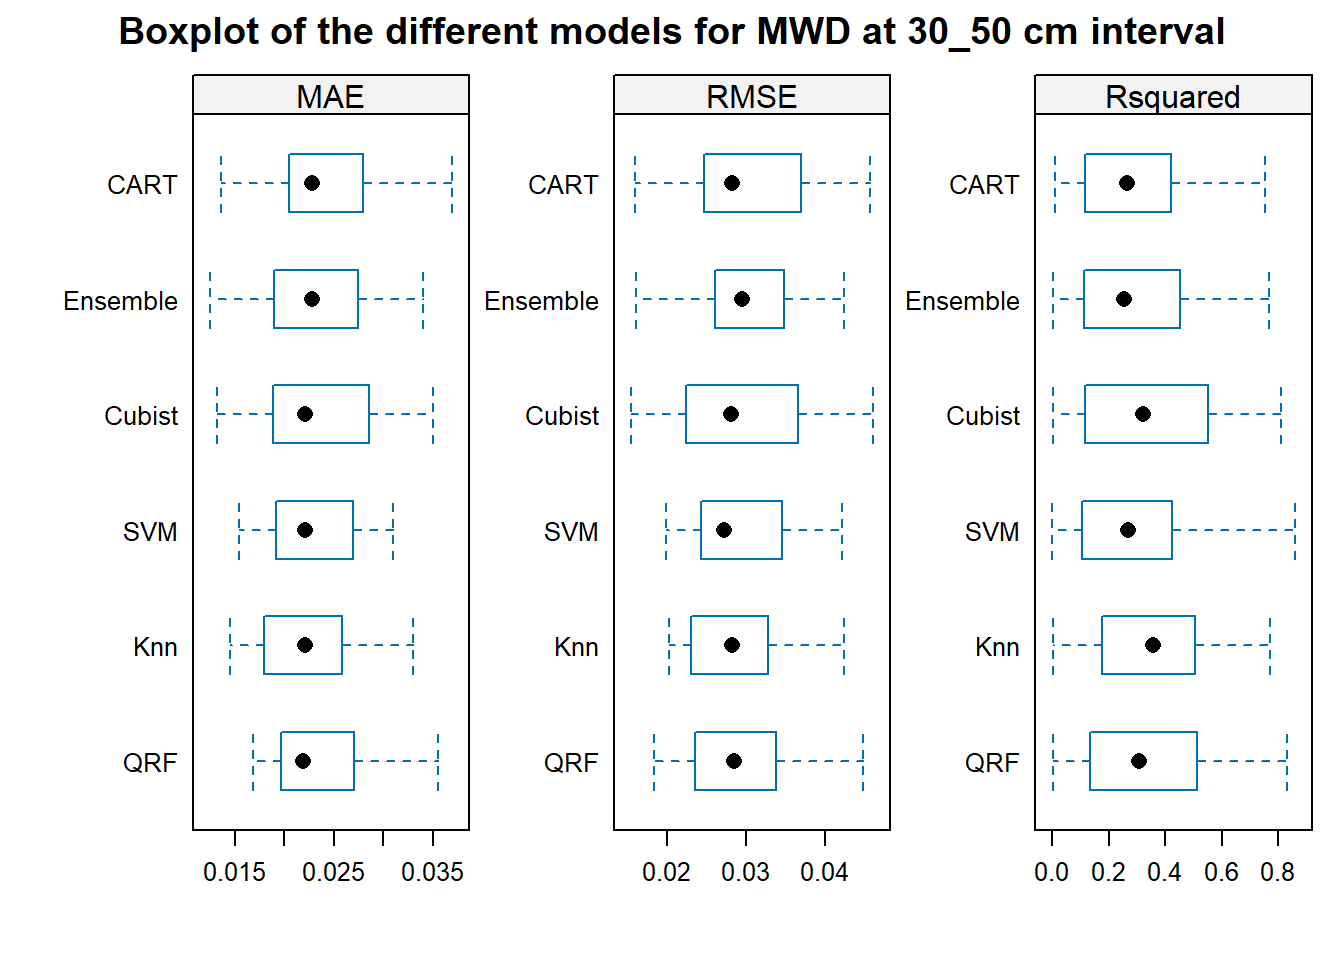 Boxplot of the different models for MWD at 30_50 cm interval
MAE
RMSE
Rsquared
CART
CART
CART
Ensemble
Ensemble
Ensemble
Cubist
Cubist
Cubist
SVM
SVM
SVM
Knn
Knn
Knn
QRF
QRF
QRF
0.015 0.025 0.035
0.02 0.03 0.04
0.0 0.2 0.4 0.6 0.8